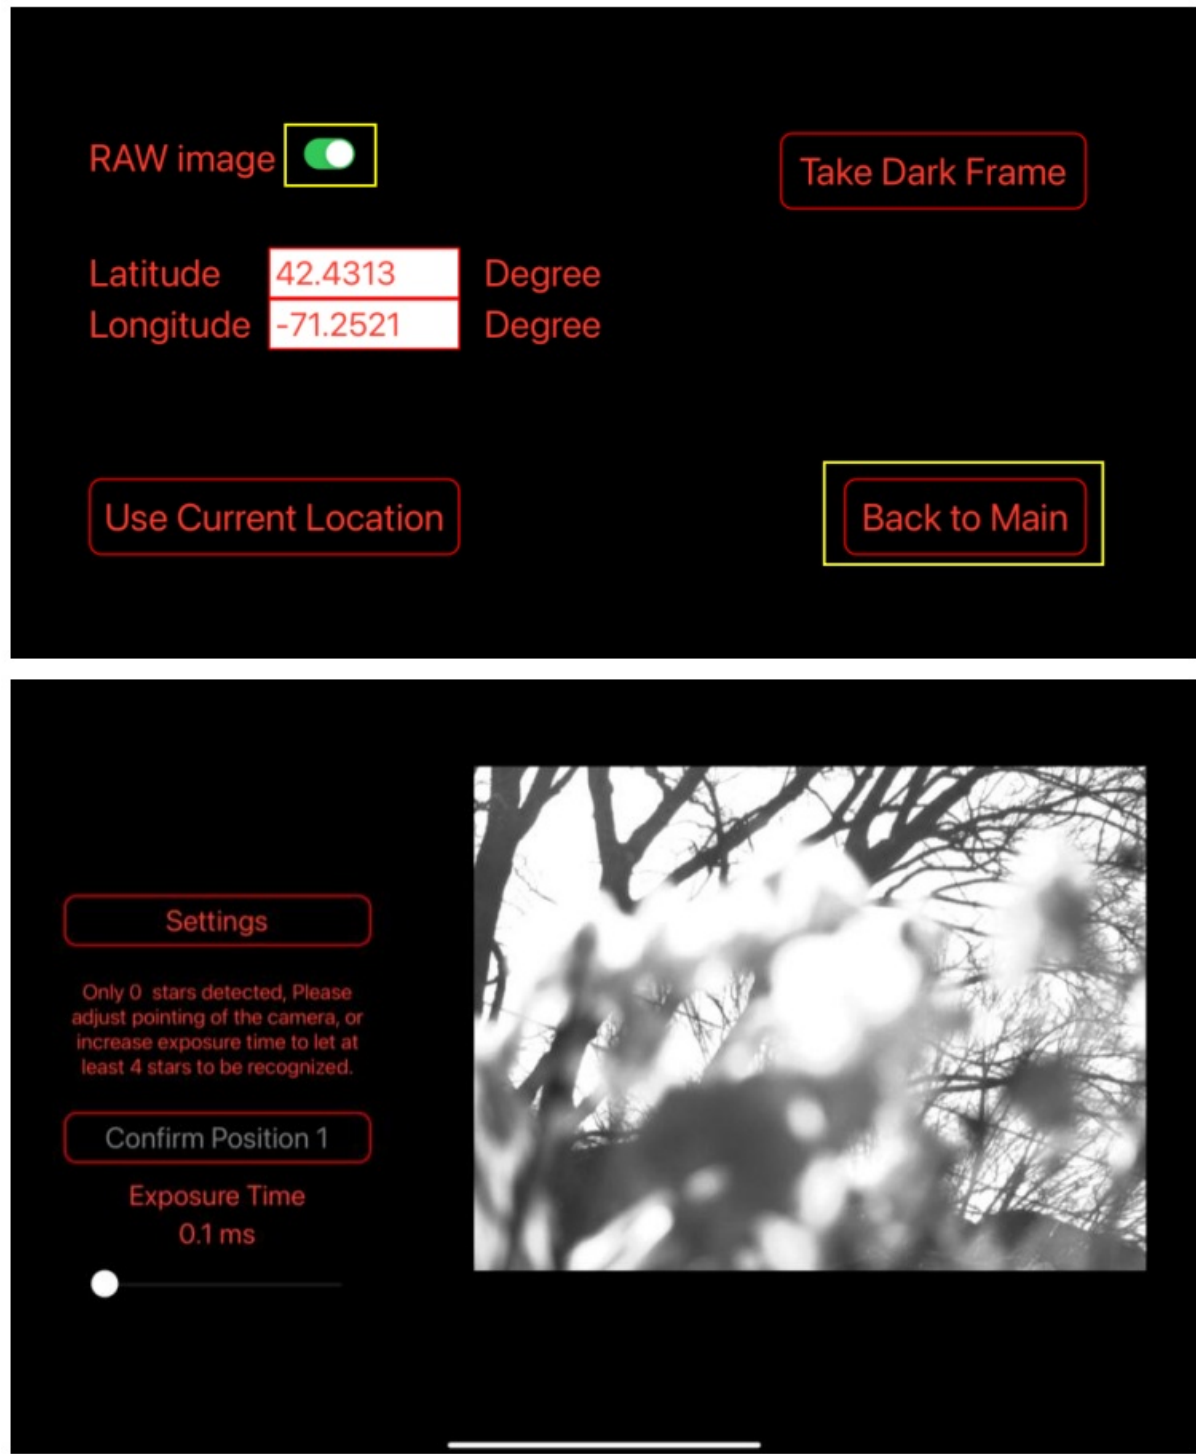 RAW image
Take Dark Frame
Latitude 42.4313 Degree
Longitude -71.2521 Degree
Use Current Location
Back to Main
Settings
Only 0 stars detected, Please
adjust pointing of the camera, or
increase exposure time to let at
least 4 stars to be recognized.
Confirm Position 1
Exposure Time
0.1 ms